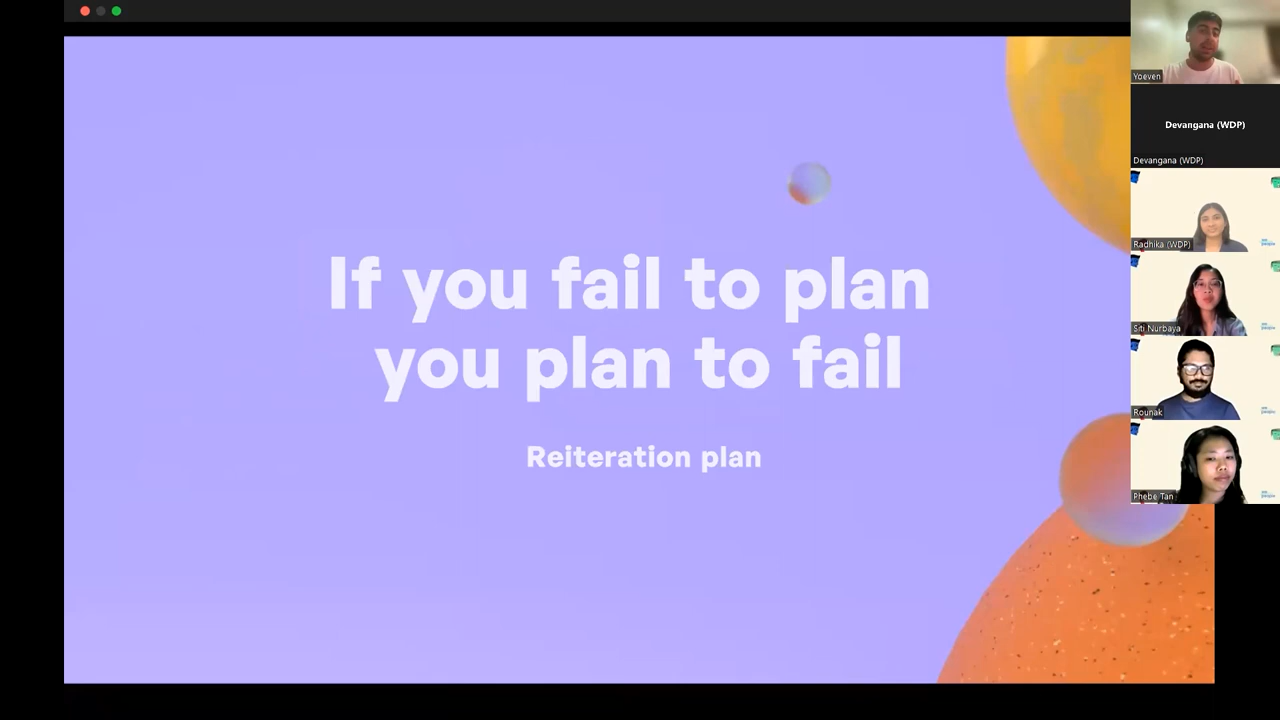 If you fail to plan
you plan to fail
Reiteration plan
Yoeven
Devangana (WDP)
Devangana (WDP)
Radhika (WDP)
Siti Nurbaya
Rounak
Phebe Tan